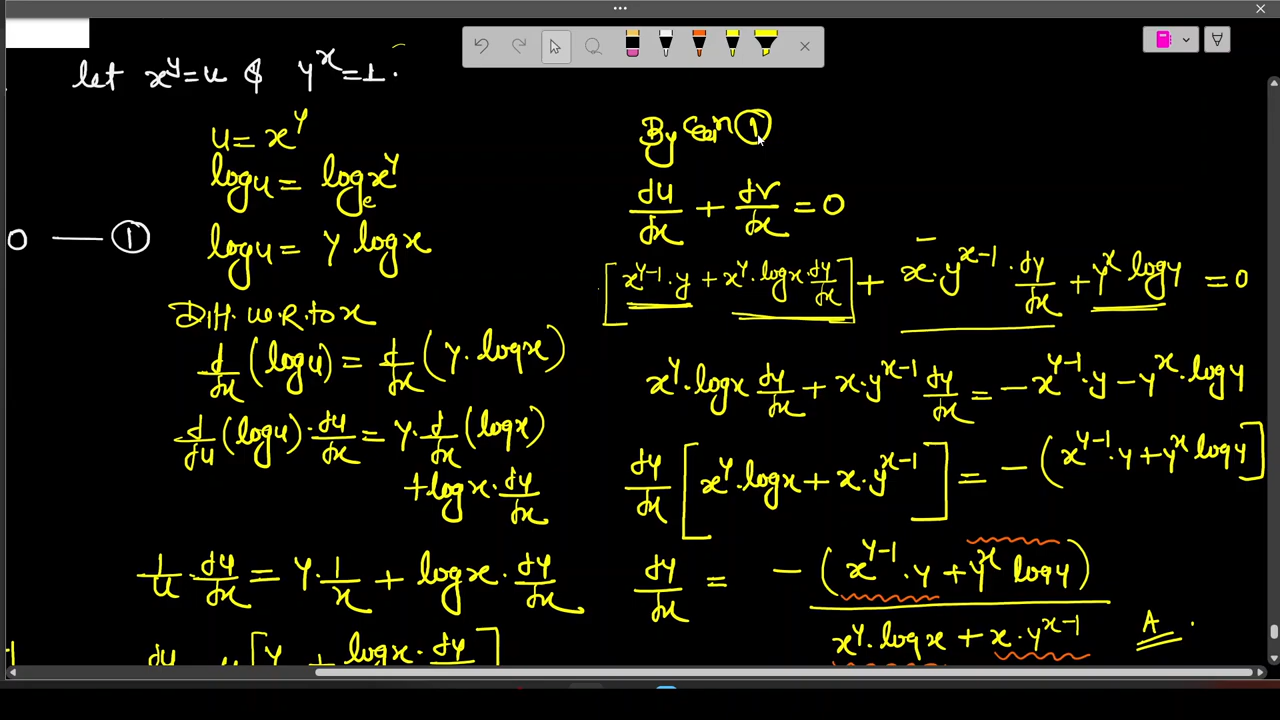 let x^y = u & y^x = 1.
u = x^y
log u = log_e x^y
0 — ①
log u = y log x
Diff. w.R. to x
d/dx (log u) = d/dx (y. log x)
d/du (log u) · du/dx = y · d/dx (log x)
+ log x · dy/dx
1/u · du/dx = y · 1/x + log x · dy/dx
By ①
du/dx + dv/dx = 0
[x^(y-1) · y + x^y · log x · dy/dx] + x · y^(x-1) · dy/dx + y^x log y = 0
x^y · log x dy/dx + x · y^(x-1) dy/dx = - x^(y-1) · y - y^x · log y
dy/dx [x^y · log x + x · y^(x-1)] = - (x^(y-1) · y + y^x log y]
dy/dx = - (x^(y-1) · y + y^x log y) / x^y · log x + x · y^(x-1) A.